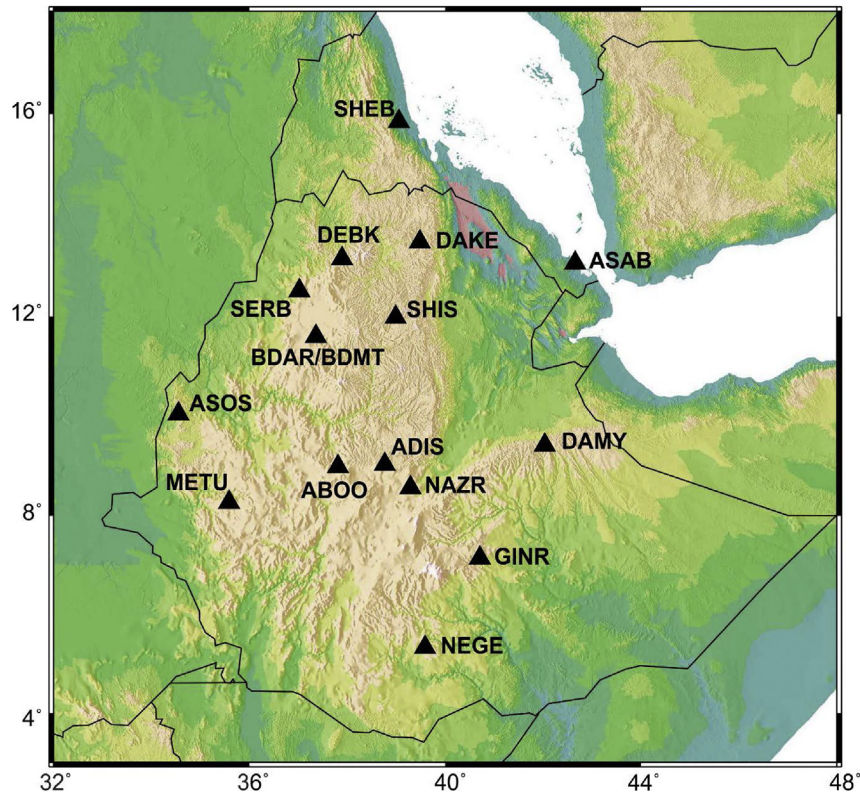 16°
SHEB
DEBK
DAKE
ASAB
SERB
12°
SHIS
BDAR/BDMT
ASOS
ADIS
DAMY
METU
ABOO
NAZR
8°
GINR
NEGE
4°
32
36
40
44
48°